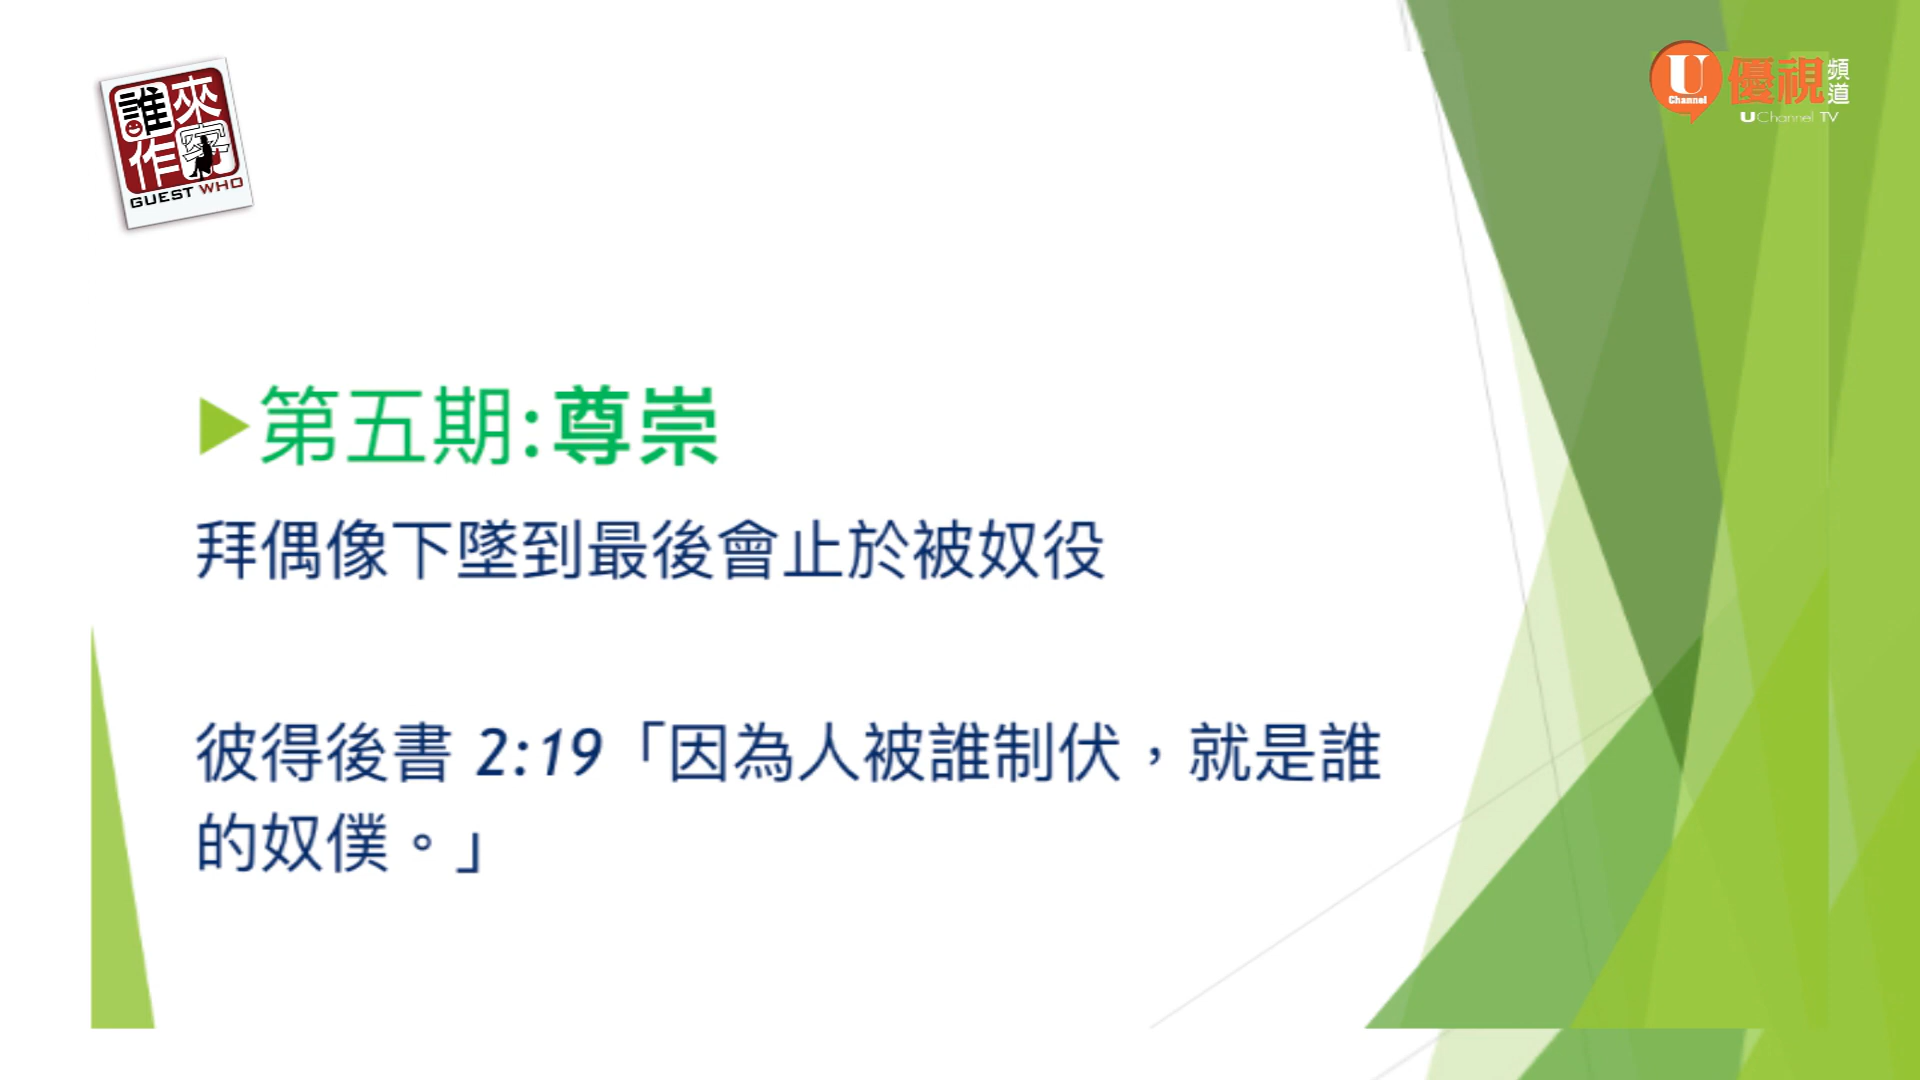 誰來
作客
GUEST WHO
U
Channel
優視頻道
UChannel TV
第五期:尊崇
拜偶像下墜到最後會止於被奴役
彼得後書 2:19「因為人被誰制伏，就是誰
的奴僕。」